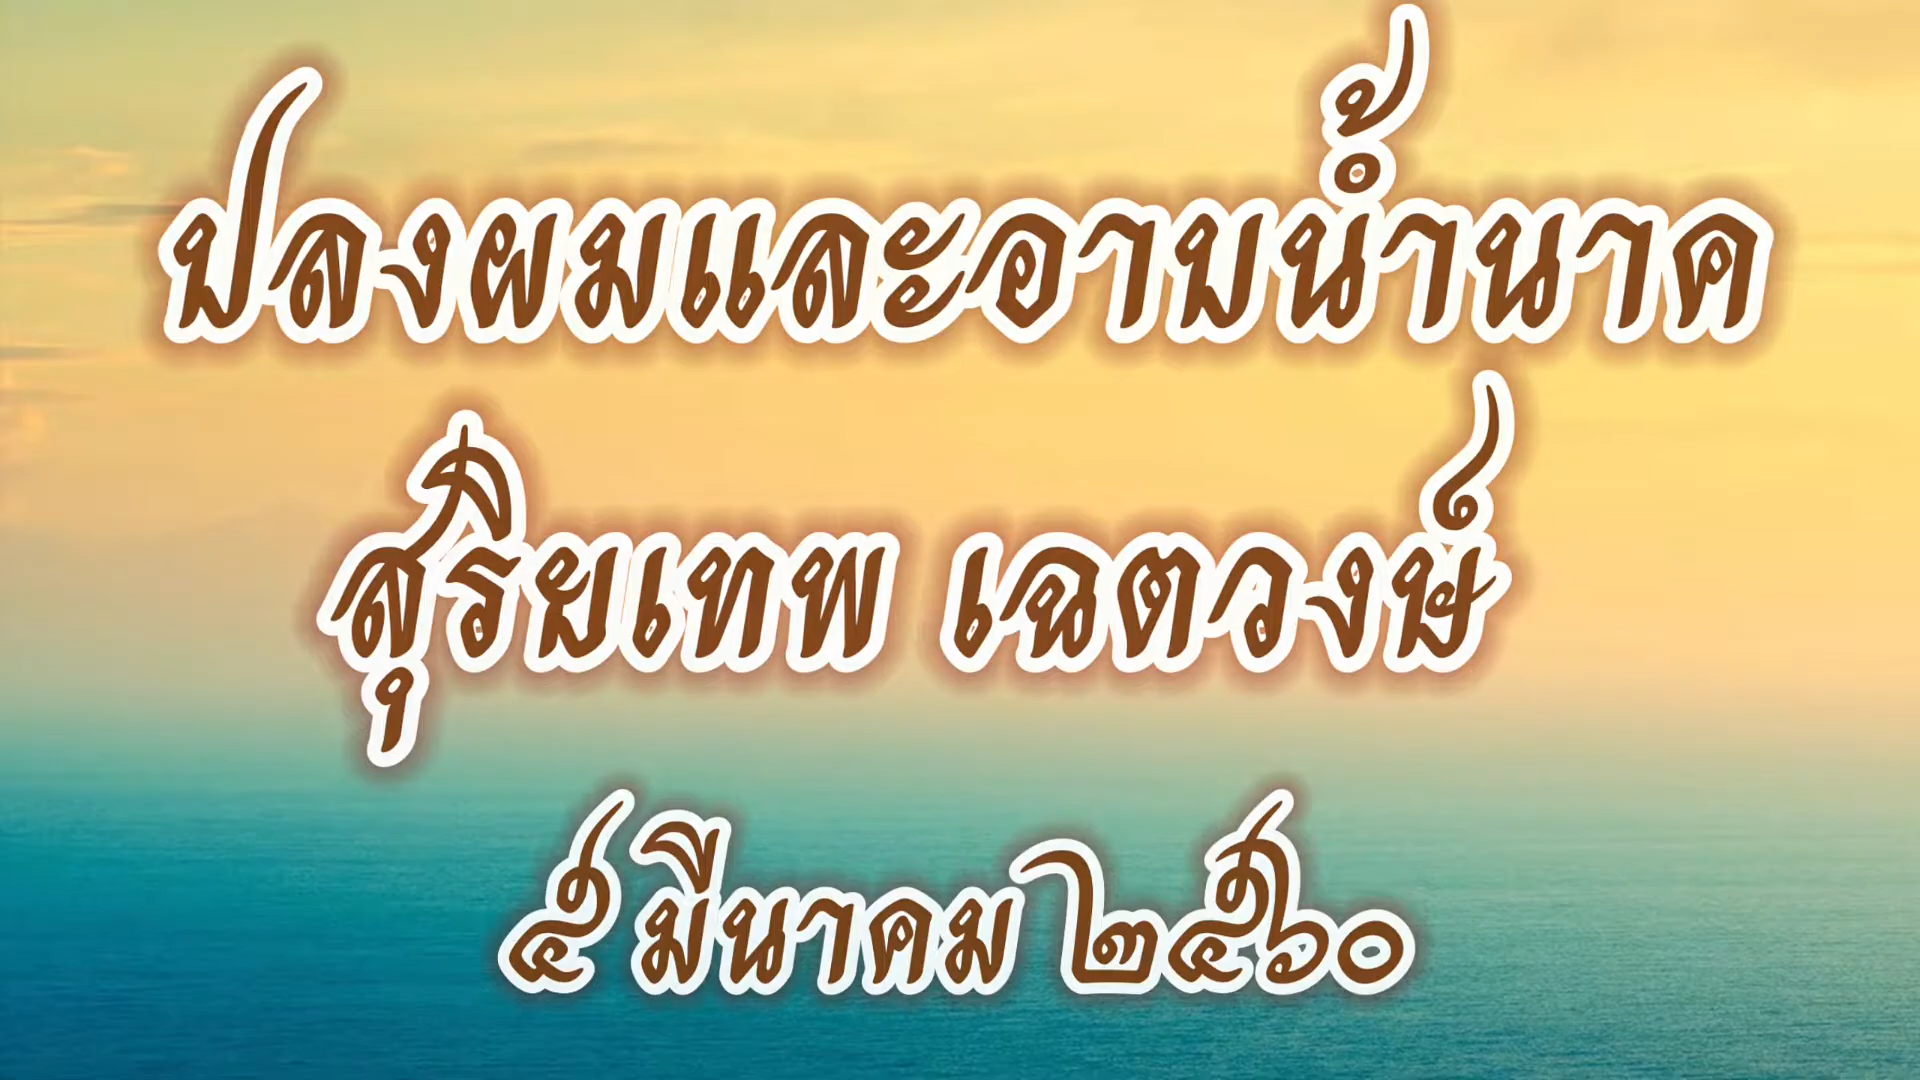 ปลงผมและอาบน้ำนาค
สุริยเทพ เฉตวงษ์
๕ มีนาคม ๒๕๖๐